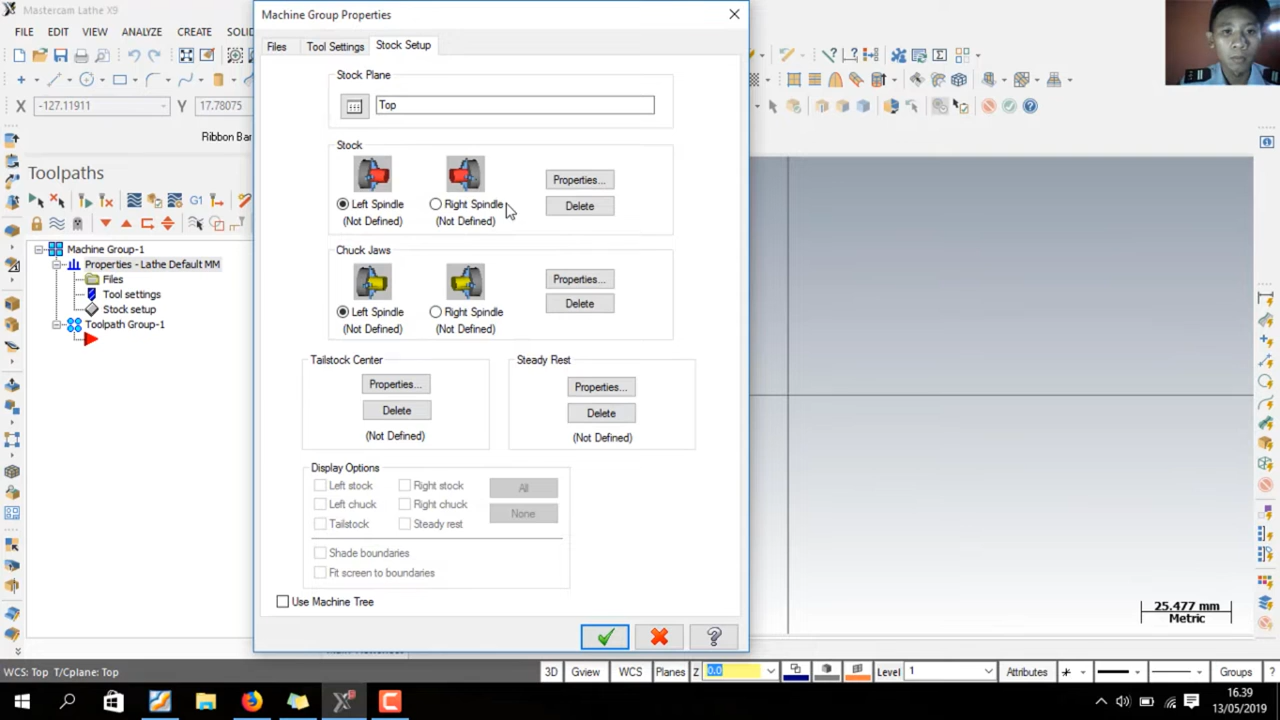 Mastercam Lathe X9
FILE EDIT VIEW ANALYZE CREATE
X -127.11911 Y 17.78075
Ribbon Bar
Toolpaths
G1
Machine Group-1
Properties - Lathe Default MM
Files
Tool settings
Stock setup
Toolpath Group-1
Machine Group Properties
Files Tool Settings Stock Setup
Stock Plane
Top
Stock
Left Spindle Right Spindle
(Not Defined) (Not Defined)
Properties...
Delete
Chuck Jaws
Left Spindle Right Spindle
(Not Defined) (Not Defined)
Properties...
Delete
Tailstock Center
Properties...
Delete
(Not Defined)
Steady Rest
Properties...
Delete
(Not Defined)
Display Options
Left stock Right stock All
Left chuck Right chuck None
Tailstock Steady rest
Shade boundaries
Fit screen to boundaries
Use Machine Tree
25.477 mm
Metric
WCS: Top T/Cplane: Top
3D Gview WCS Planes Z 0.0 Level 1 Attributes Groups ?
16.39
13/05/2019